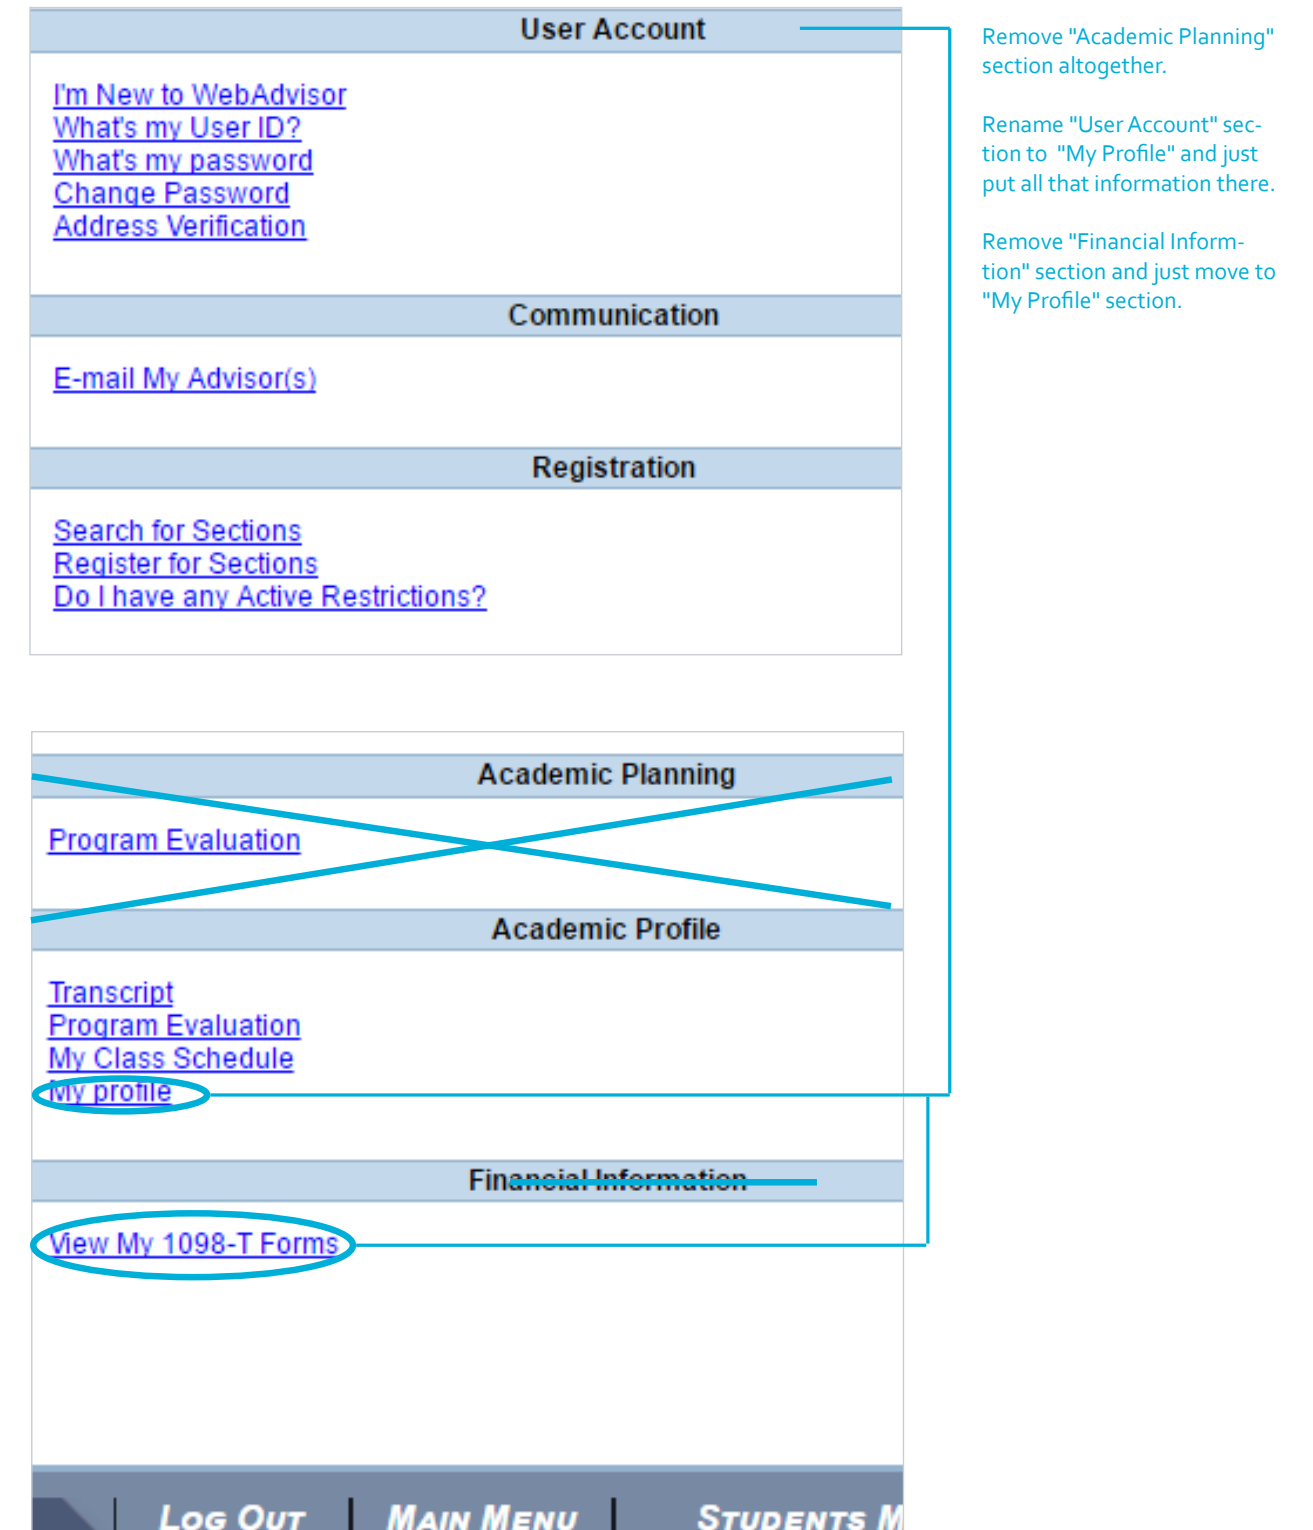 User Account
I'm New to WebAdvisor
What's my User ID?
What's my password
Change Password
Address Verification
Communication
E-mail My Advisor(s)
Registration
Search for Sections
Register for Sections
Do I have any Active Restrictions?
Remove "Academic Planning"
section altogether.
Rename "User Account" sec-
tion to "My Profile" and just
put all that information there.
Remove "Financial Inform-
tion" section and just move to
"My Profile" section.
Academic Planning
Program Evaluation
Academic Profile
Transcript
Program Evaluation
My Class Schedule
My profile
Financial Information
View My 1098-T Forms
LOG OUT
MAIN MENU
STUDENTS M